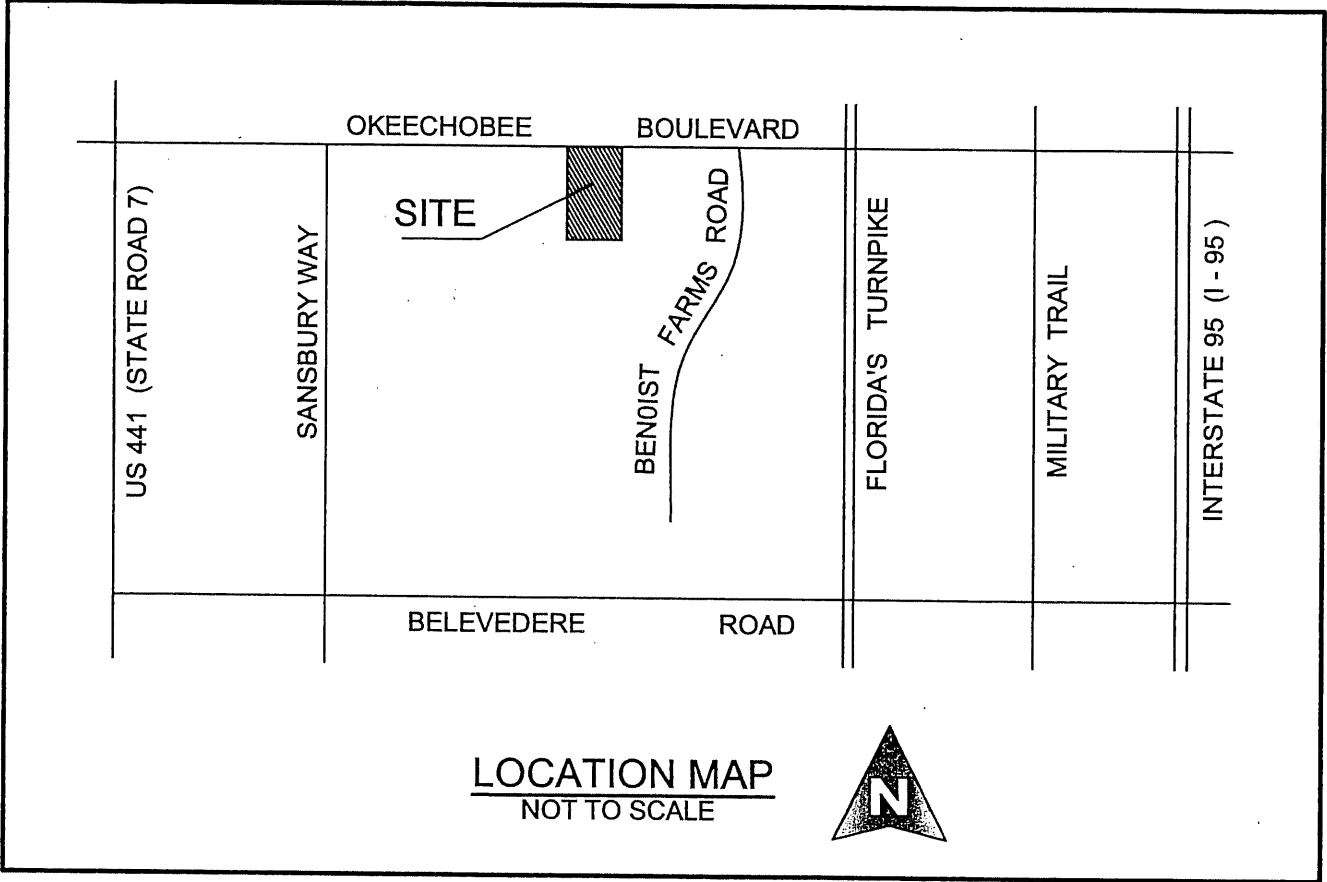 OKEECHOBEE BOULEVARD
SITE
US 441 (STATE ROAD 7)
SANSBURY WAY
BEN0IST FARMS ROAD
FLORIDA'S TURNPIKE
MILITARY TRAIL
INTERSTATE 95 (I - 95 )
BELEVEDERE ROAD
LOCATION MAP
NOT TO SCALE
N